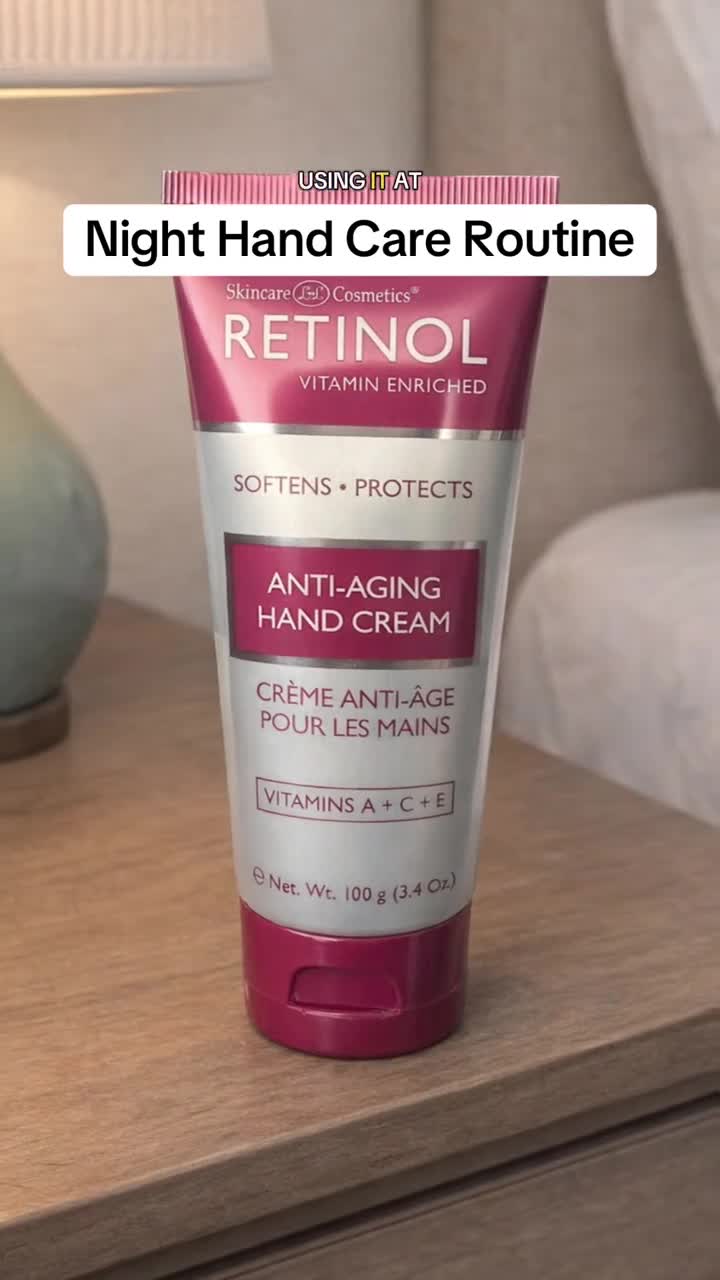 USING IT AT
Night Hand Care Routine
Skincare L&L Cosmetics®
RETINOL
VITAMIN ENRICHED
SOFTENS • PROTECTS
ANTI-AGING
HAND CREAM
CRÈME ANTI-ÂGE
POUR LES MAINS
VITAMINS A + C + E
℮ Net. Wt. 100 g (3.4 Oz.)